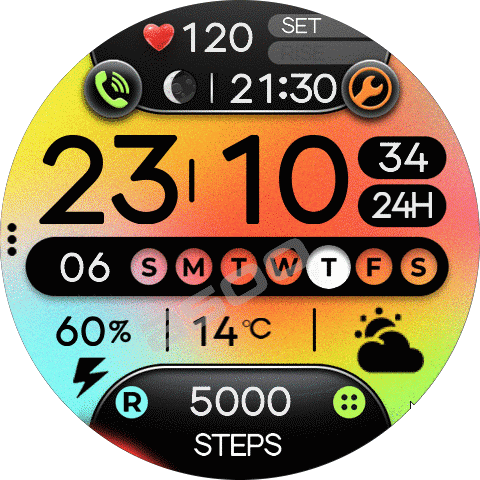 120
SET
RISE
21:30
23 10
34
24H
06 S M T W T F S
60% 14°C
R 5000
STEPS